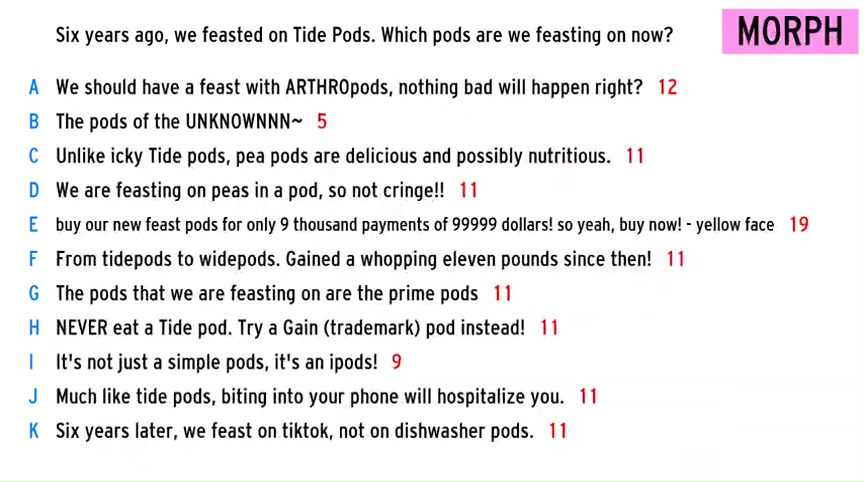 Six years ago, we feasted on Tide Pods. Which pods are we feasting on now?
MORPH
A We should have a feast with ARTHROpods, nothing bad will happen right? 12
B The pods of the UNKNOWNNN~ 5
C Unlike icky Tide pods, pea pods are delicious and possibly nutritious. 11
D We are feasting on peas in a pod, so not cringe!! 11
E buy our new feast pods for only 9 thousand payments of 99999 dollars! so yeah, buy now! - yellow face 19
F From tidepods to widepods. Gained a whopping eleven pounds since then! 11
G The pods that we are feasting on are the prime pods 11
H NEVER eat a Tide pod. Try a Gain (trademark) pod instead! 11
I It's not just a simple pods, it's an ipods! 9
J Much like tide pods, biting into your phone will hospitalize you. 11
K Six years later, we feast on tiktok, not on dishwasher pods. 11